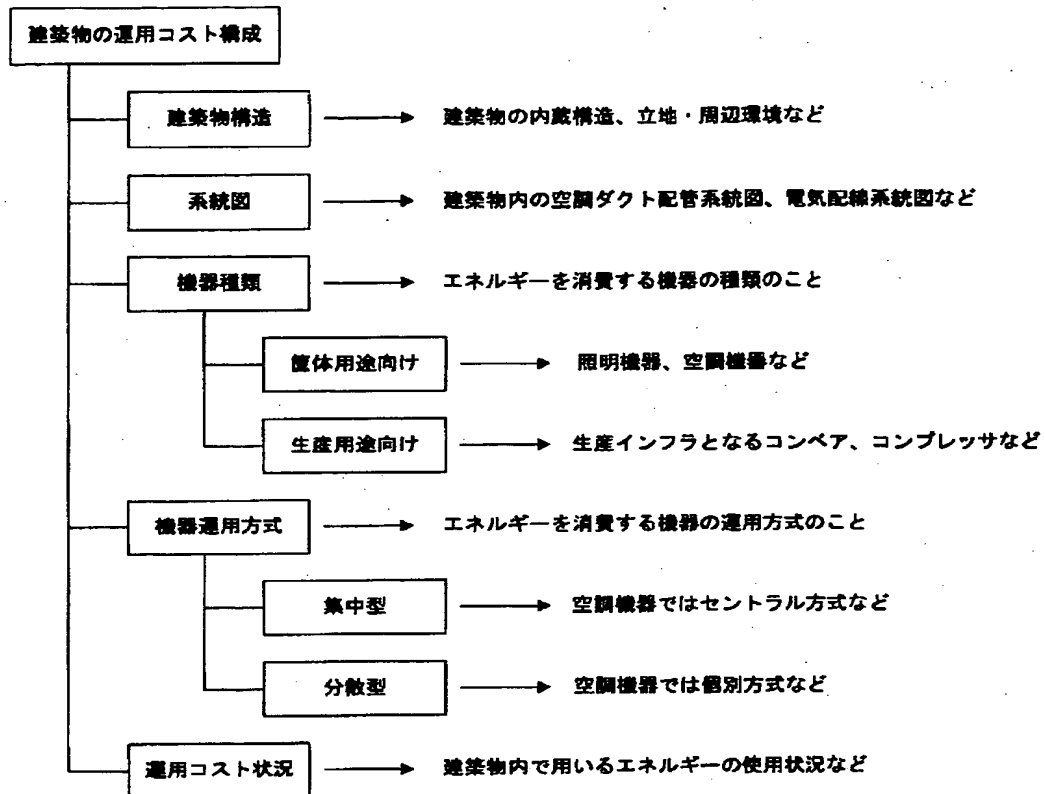 建築物の運用コスト構成
建築物構造
建築物の内蔵構造、立地・周辺環境など
系統図
建築物内の空調ダクト配管系統図、電気配線系統図など
機器種類
エネルギーを消費する機器の種類のこと
筐体用途向け
照明機器、空調機器など
生産用途向け
生産インフラとなるコンベア、コンプレッサなど
機器運用方式
エネルギーを消費する機器の運用方式のこと
集中型
空調機器ではセントラル方式など
分散型
空調機器では個別方式など
運用コスト状況
建築物内で用いるエネルギーの使用状況など